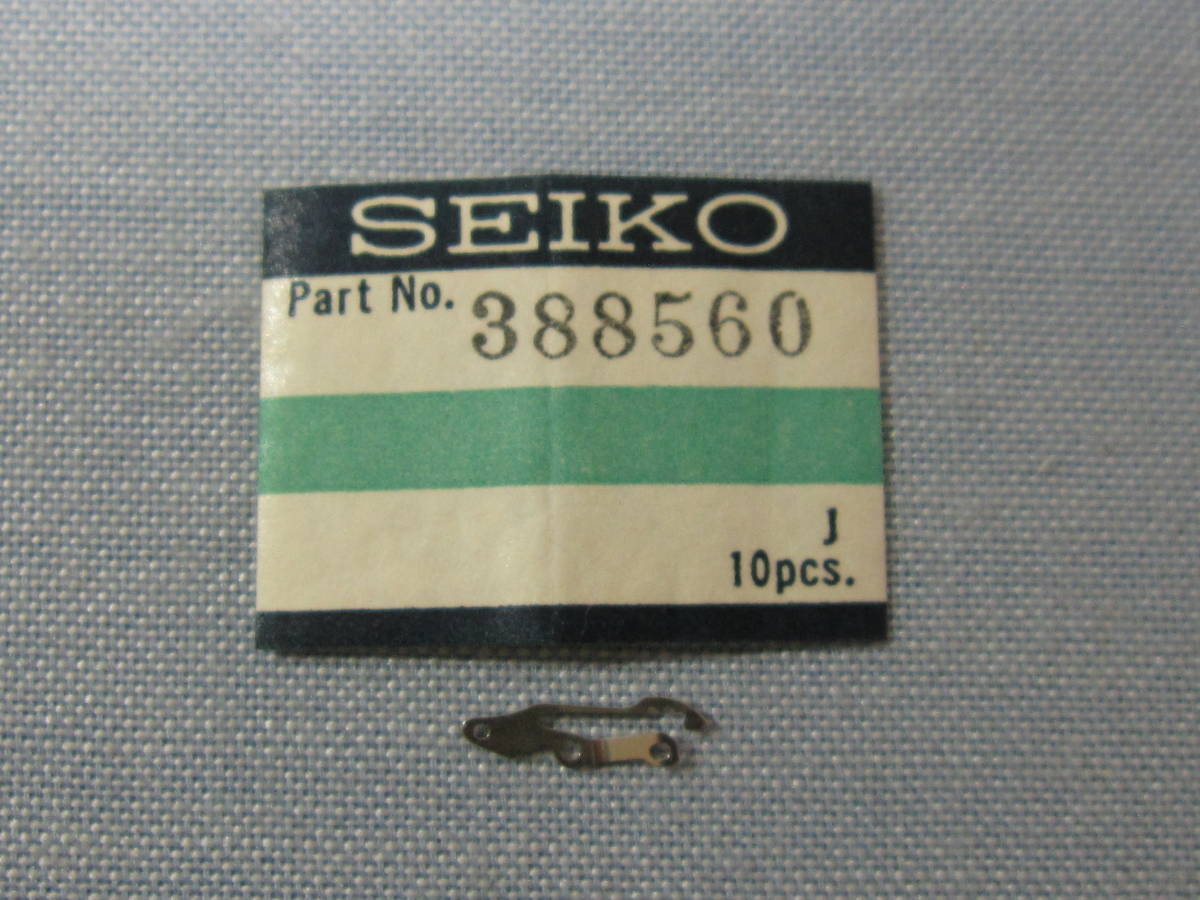 SEIKO
Part No. 388560
J
10pcs.